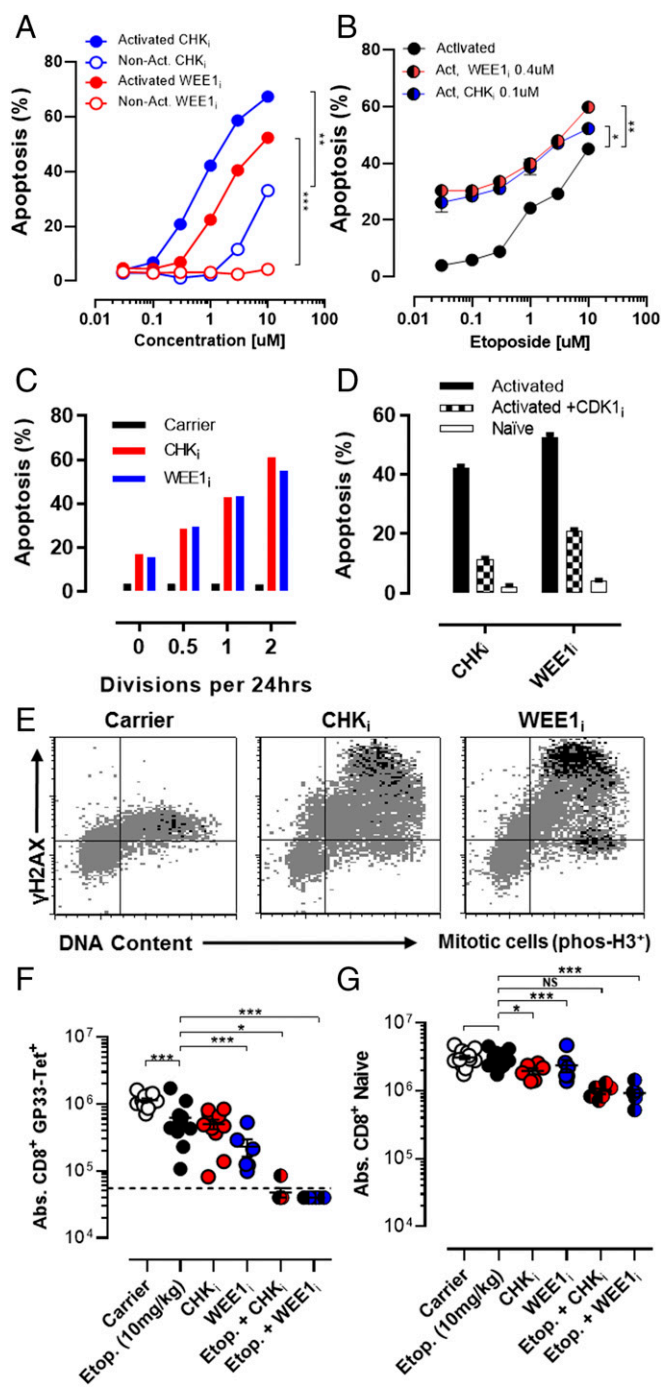 A
Activated CHKi
Non-Act. CHKi
Activated WEE1i
Non-Act. WEE1i
Apoptosis (%)
80
60
40
20
0
**
***
0.01 0.1 1 10 100
Concentration [uM]
B
Activated
Act, WEE1i 0.4uM
Act, CHKi 0.1uM
Apoptosis (%)
80
60
40
20
0
*
**
0.01 0.1 1 10 100
Etoposide [uM]
C
Carrier
CHKi
WEE1i
Apoptosis (%)
80
60
40
20
0
0 0.5 1 2
Divisions per 24hrs
D
Activated
Activated +CDK1i
Naïve
Apoptosis (%)
80
60
40
20
0
CHKi
WEE1i
E
Carrier CHKi WEE1i
γH2AX
DNA Content Mitotic cells (phos-H3+)
F
Abs. CD8+ GP33-Tet+
10^7
10^6
10^5
10^4
***
*
***
***
Carrier
Etop. (10mg/kg)
CHKi
WEE1i
Etop. + CHKi
Etop. + WEE1i
G
Abs. CD8+ Naïve
10^7
10^6
10^5
10^4
***
NS
***
*
Carrier
Etop. (10mg/kg)
CHKi
WEE1i
Etop. + CHKi
Etop. + WEE1i